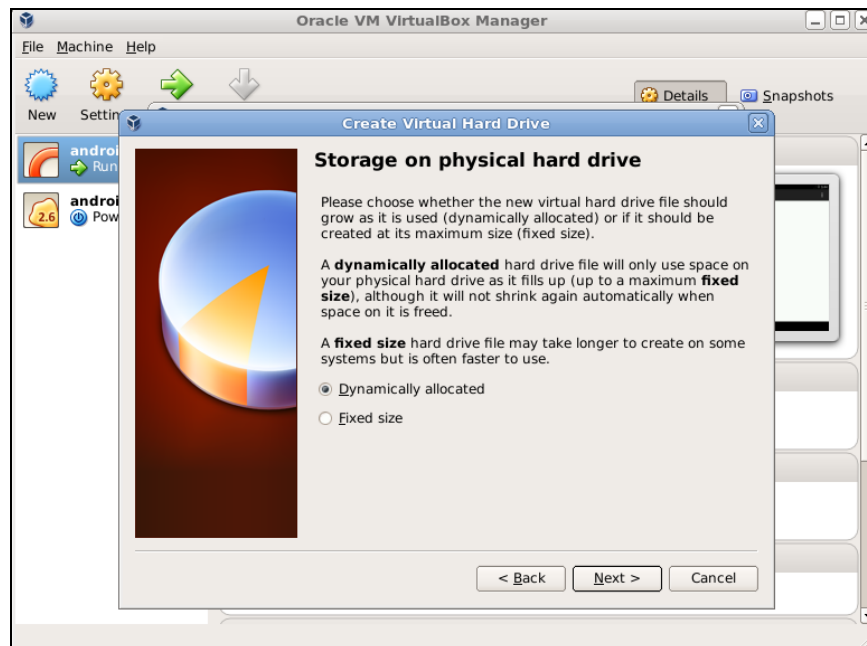 Oracle VM VirtualBox Manager
File Machine Help
New Settin
Details Snapshots
Create Virtual Hard Drive
androi
Run
androi
2.6 Pow
Storage on physical hard drive
Please choose whether the new virtual hard drive file should
grow as it is used (dynamically allocated) or if it should be
created at its maximum size (fixed size).
A dynamically allocated hard drive file will only use space on
your physical hard drive as it fills up (up to a maximum fixed
size), although it will not shrink again automatically when
space on it is freed.
A fixed size hard drive file may take longer to create on some
systems but is often faster to use.
Dynamically allocated
Fixed size
< Back Next > Cancel